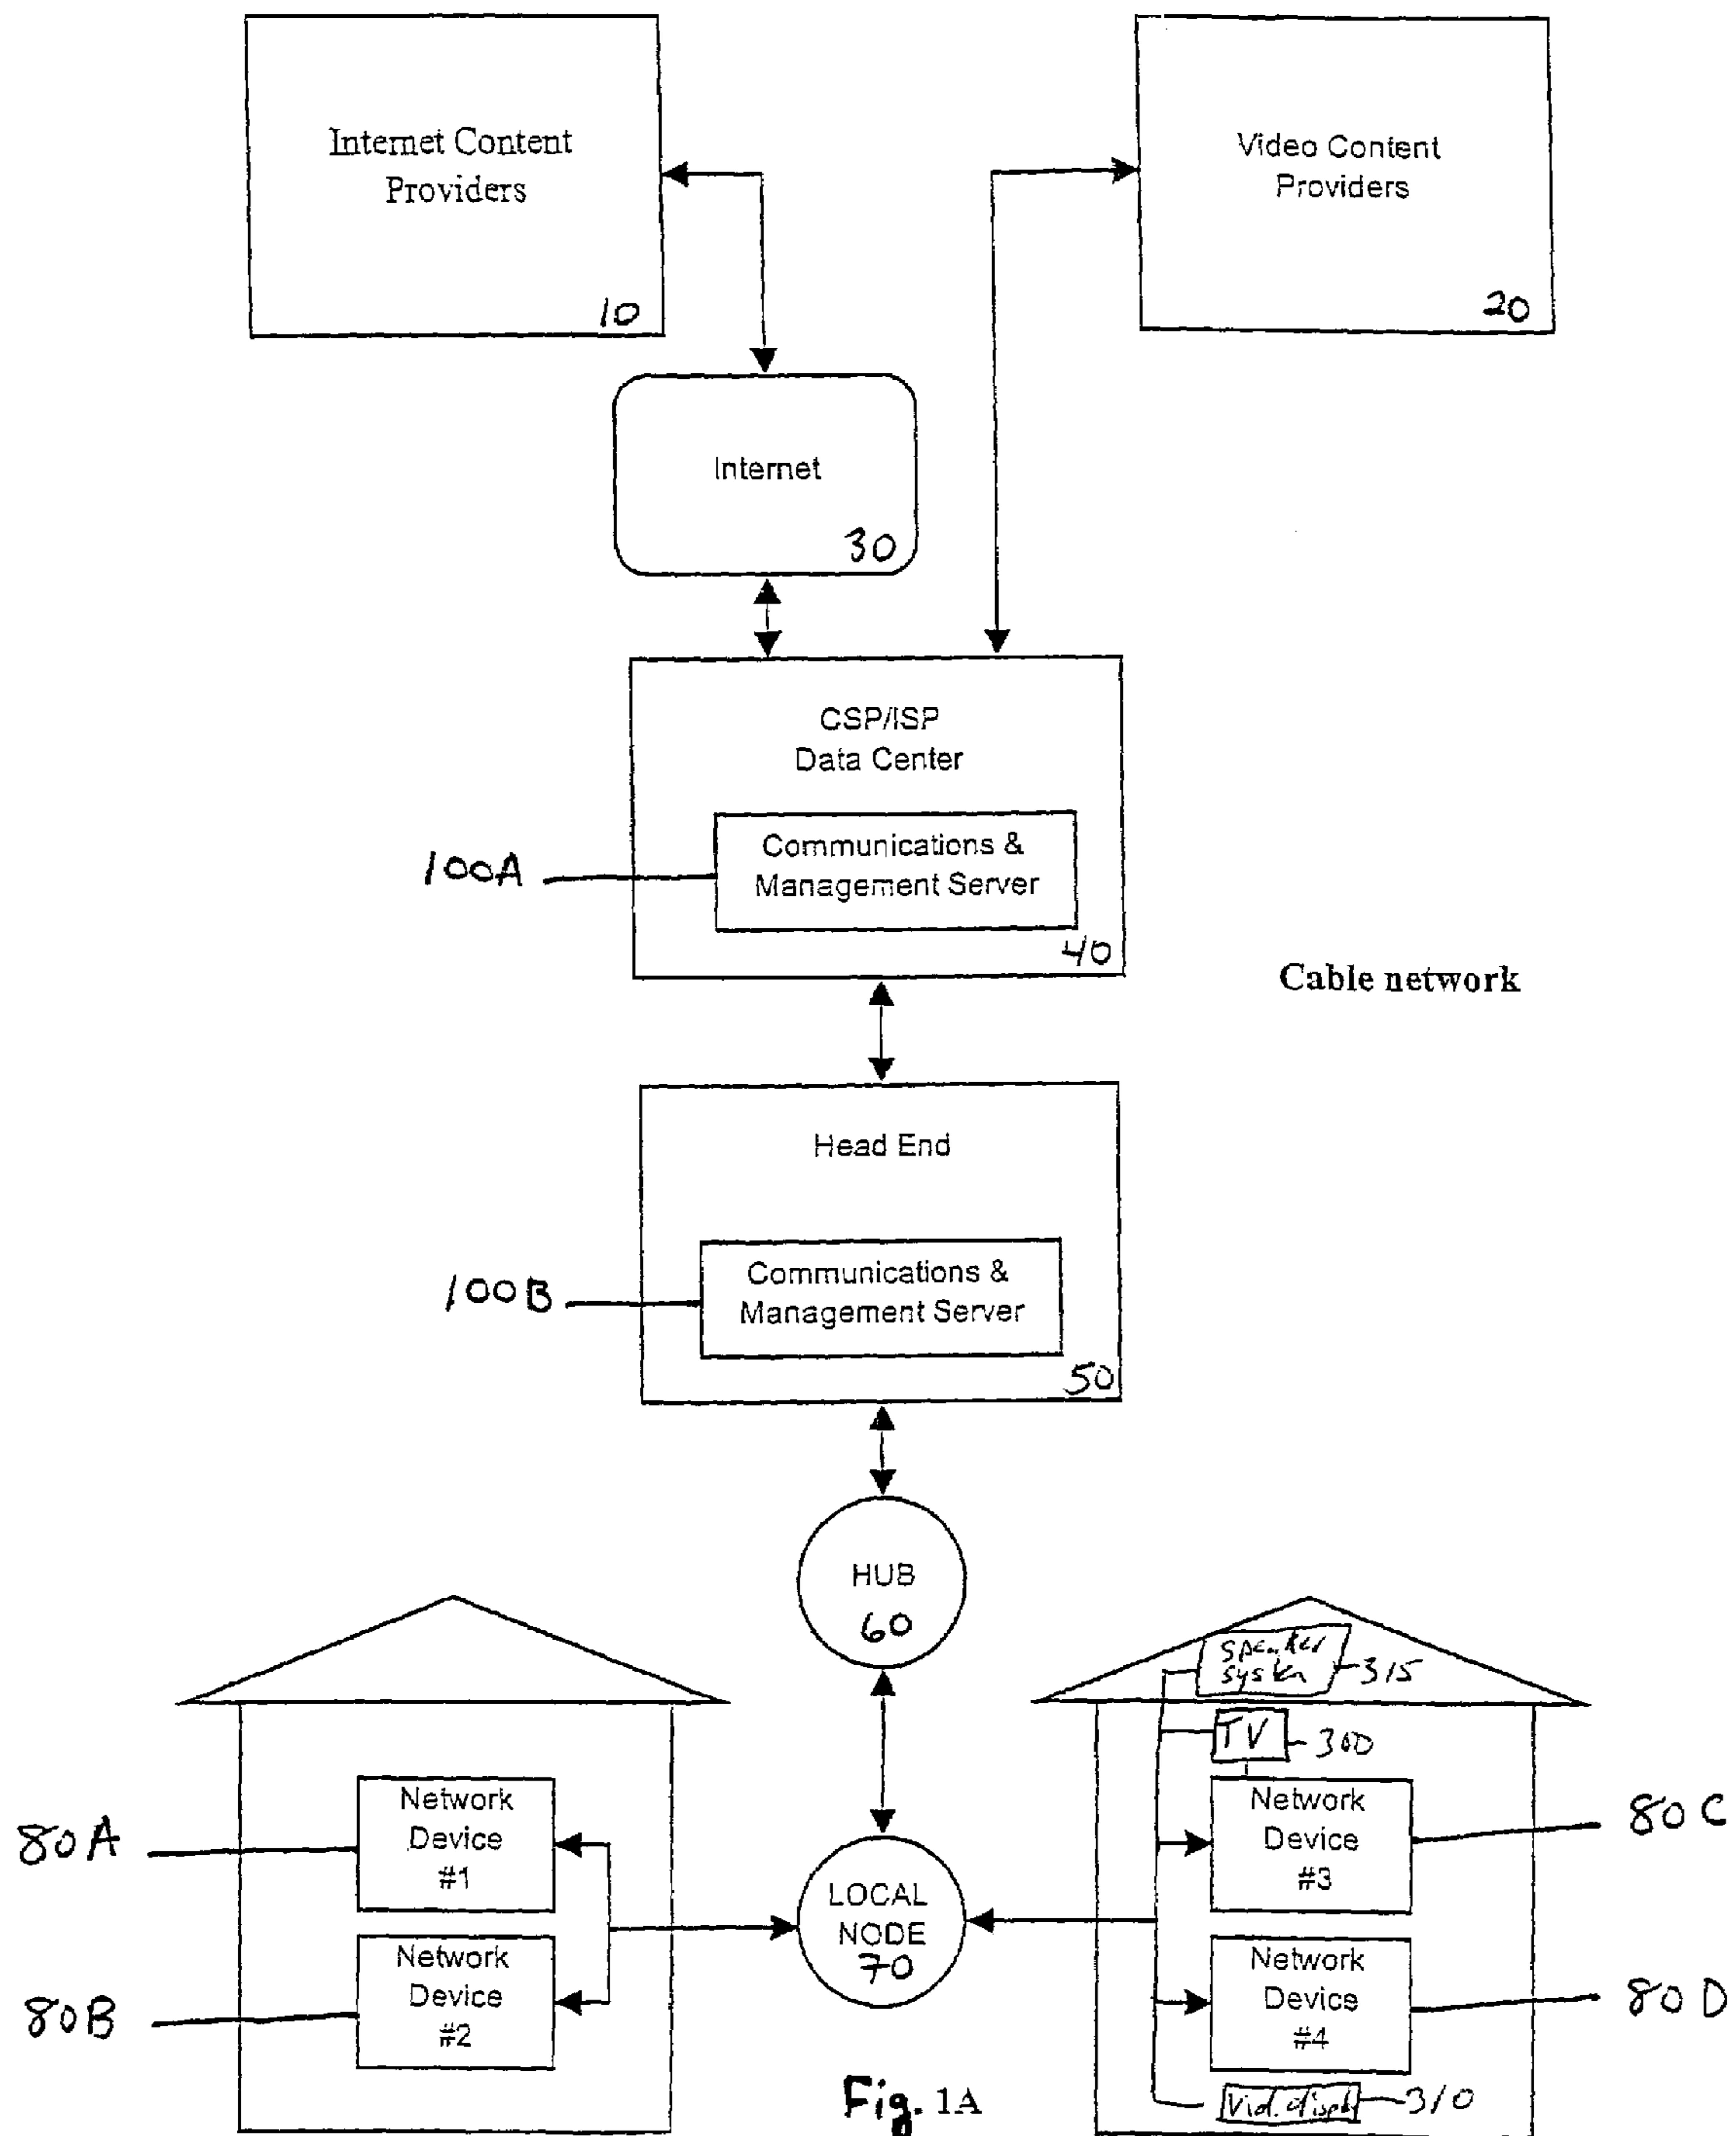 Internet Content
Providers
10
Video Content
Providers
20
Internet
30
CSP/ISP
Data Center
Communications &
Management Server
100A
40
Cable network
Head End
Communications &
Management Server
100B
50
HUB
60
speaker
315
TV
300
Network
Device
#1
80A
Network
Device
#2
80B
LOCAL
NODE
70
Network
Device
#3
80C
Network
Device
#4
80D
Vid.
310
Fig. 1A